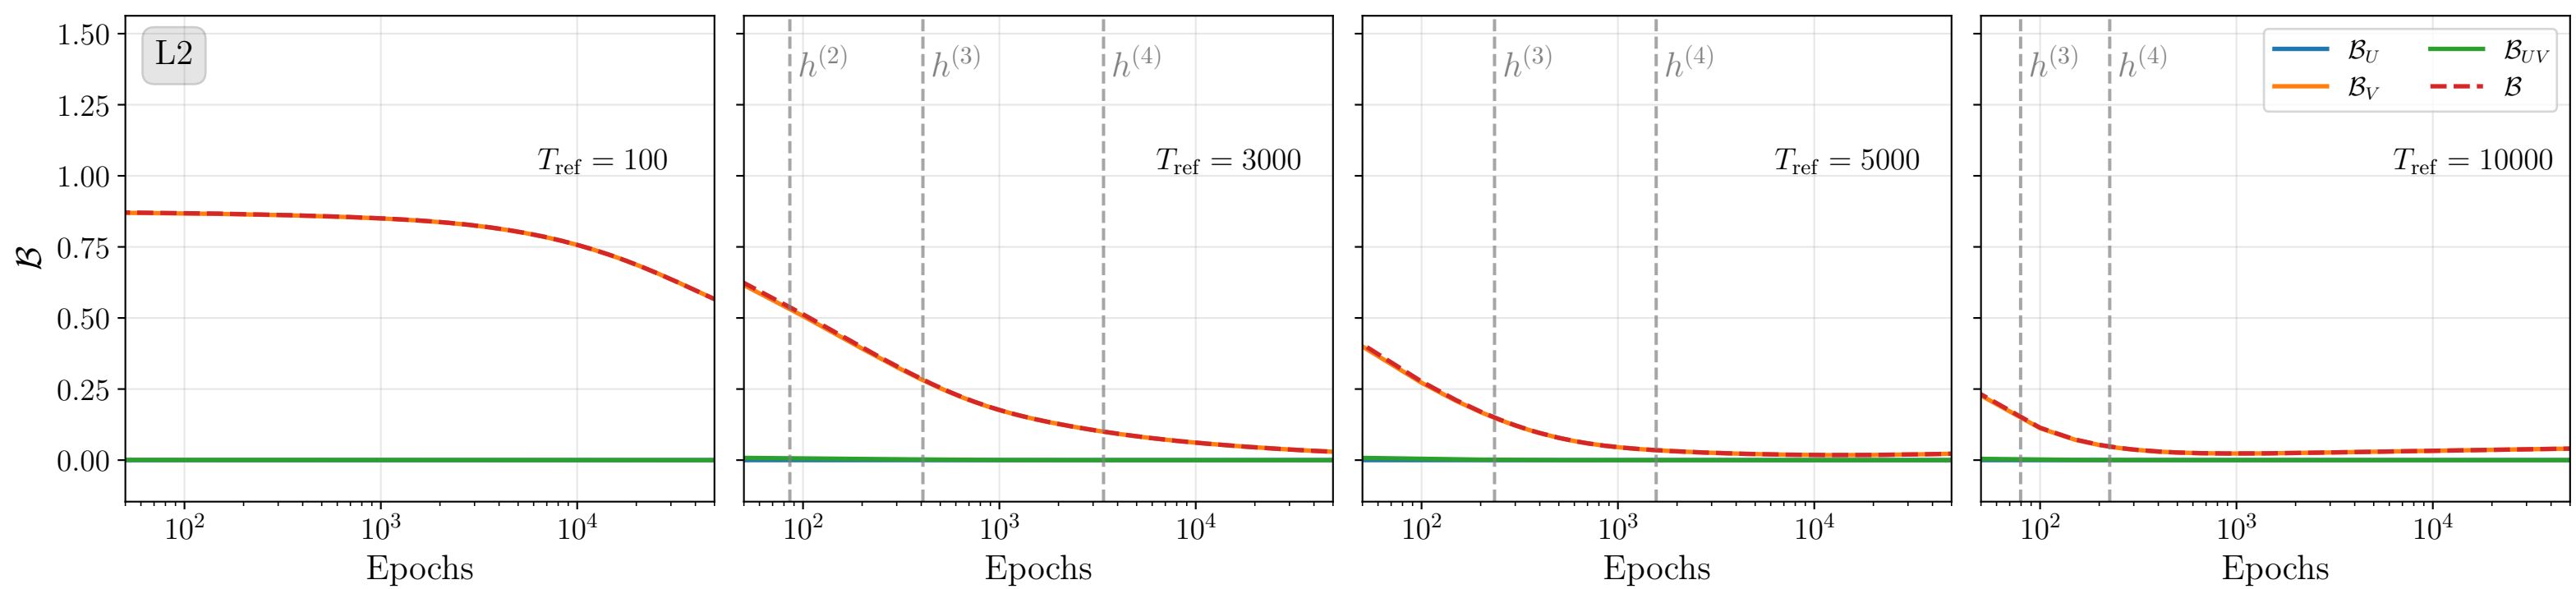 L2
𝓑
1.50
1.25
1.00
0.75
0.50
0.25
0.00
T_ref = 100
10^2 10^3 10^4
Epochs
h^(2) h^(3) h^(4)
T_ref = 3000
10^2 10^3 10^4
Epochs
h^(3) h^(4)
T_ref = 5000
10^2 10^3 10^4
Epochs
h^(3) h^(4)
𝓑_U 𝓑_UV
𝓑_V 𝓑
T_ref = 10000
10^2 10^3 10^4
Epochs